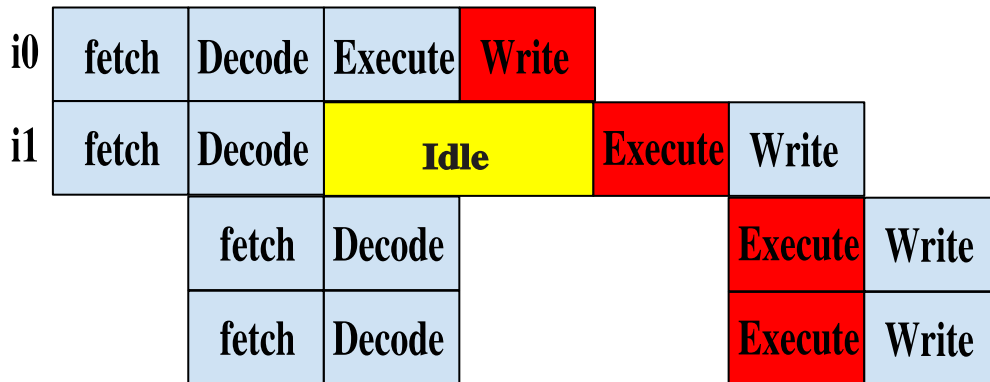 i0 fetch Decode Execute Write
i1 fetch Decode Idle Execute Write
fetch Decode Execute Write
fetch Decode Execute Write